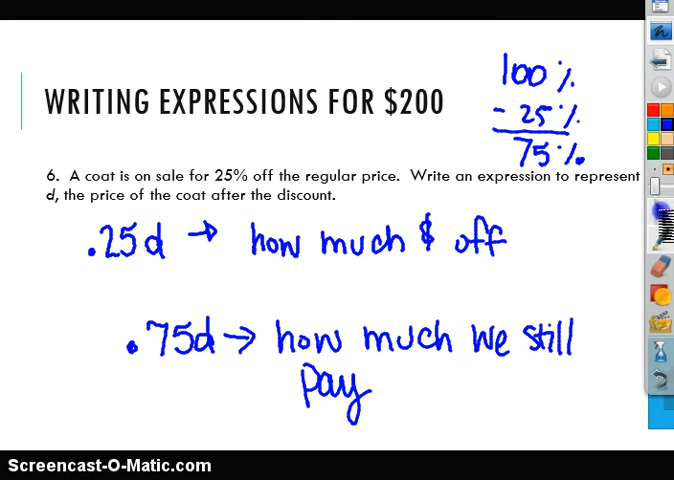 WRITING EXPRESSIONS FOR $200
100%
- 25%
75%.
6. A coat is on sale for 25% off the regular price. Write an expression to represent
d, the price of the coat after the discount.
.25d → how much $ off
.75d → how much we still
pay
Screencast-O-Matic.com